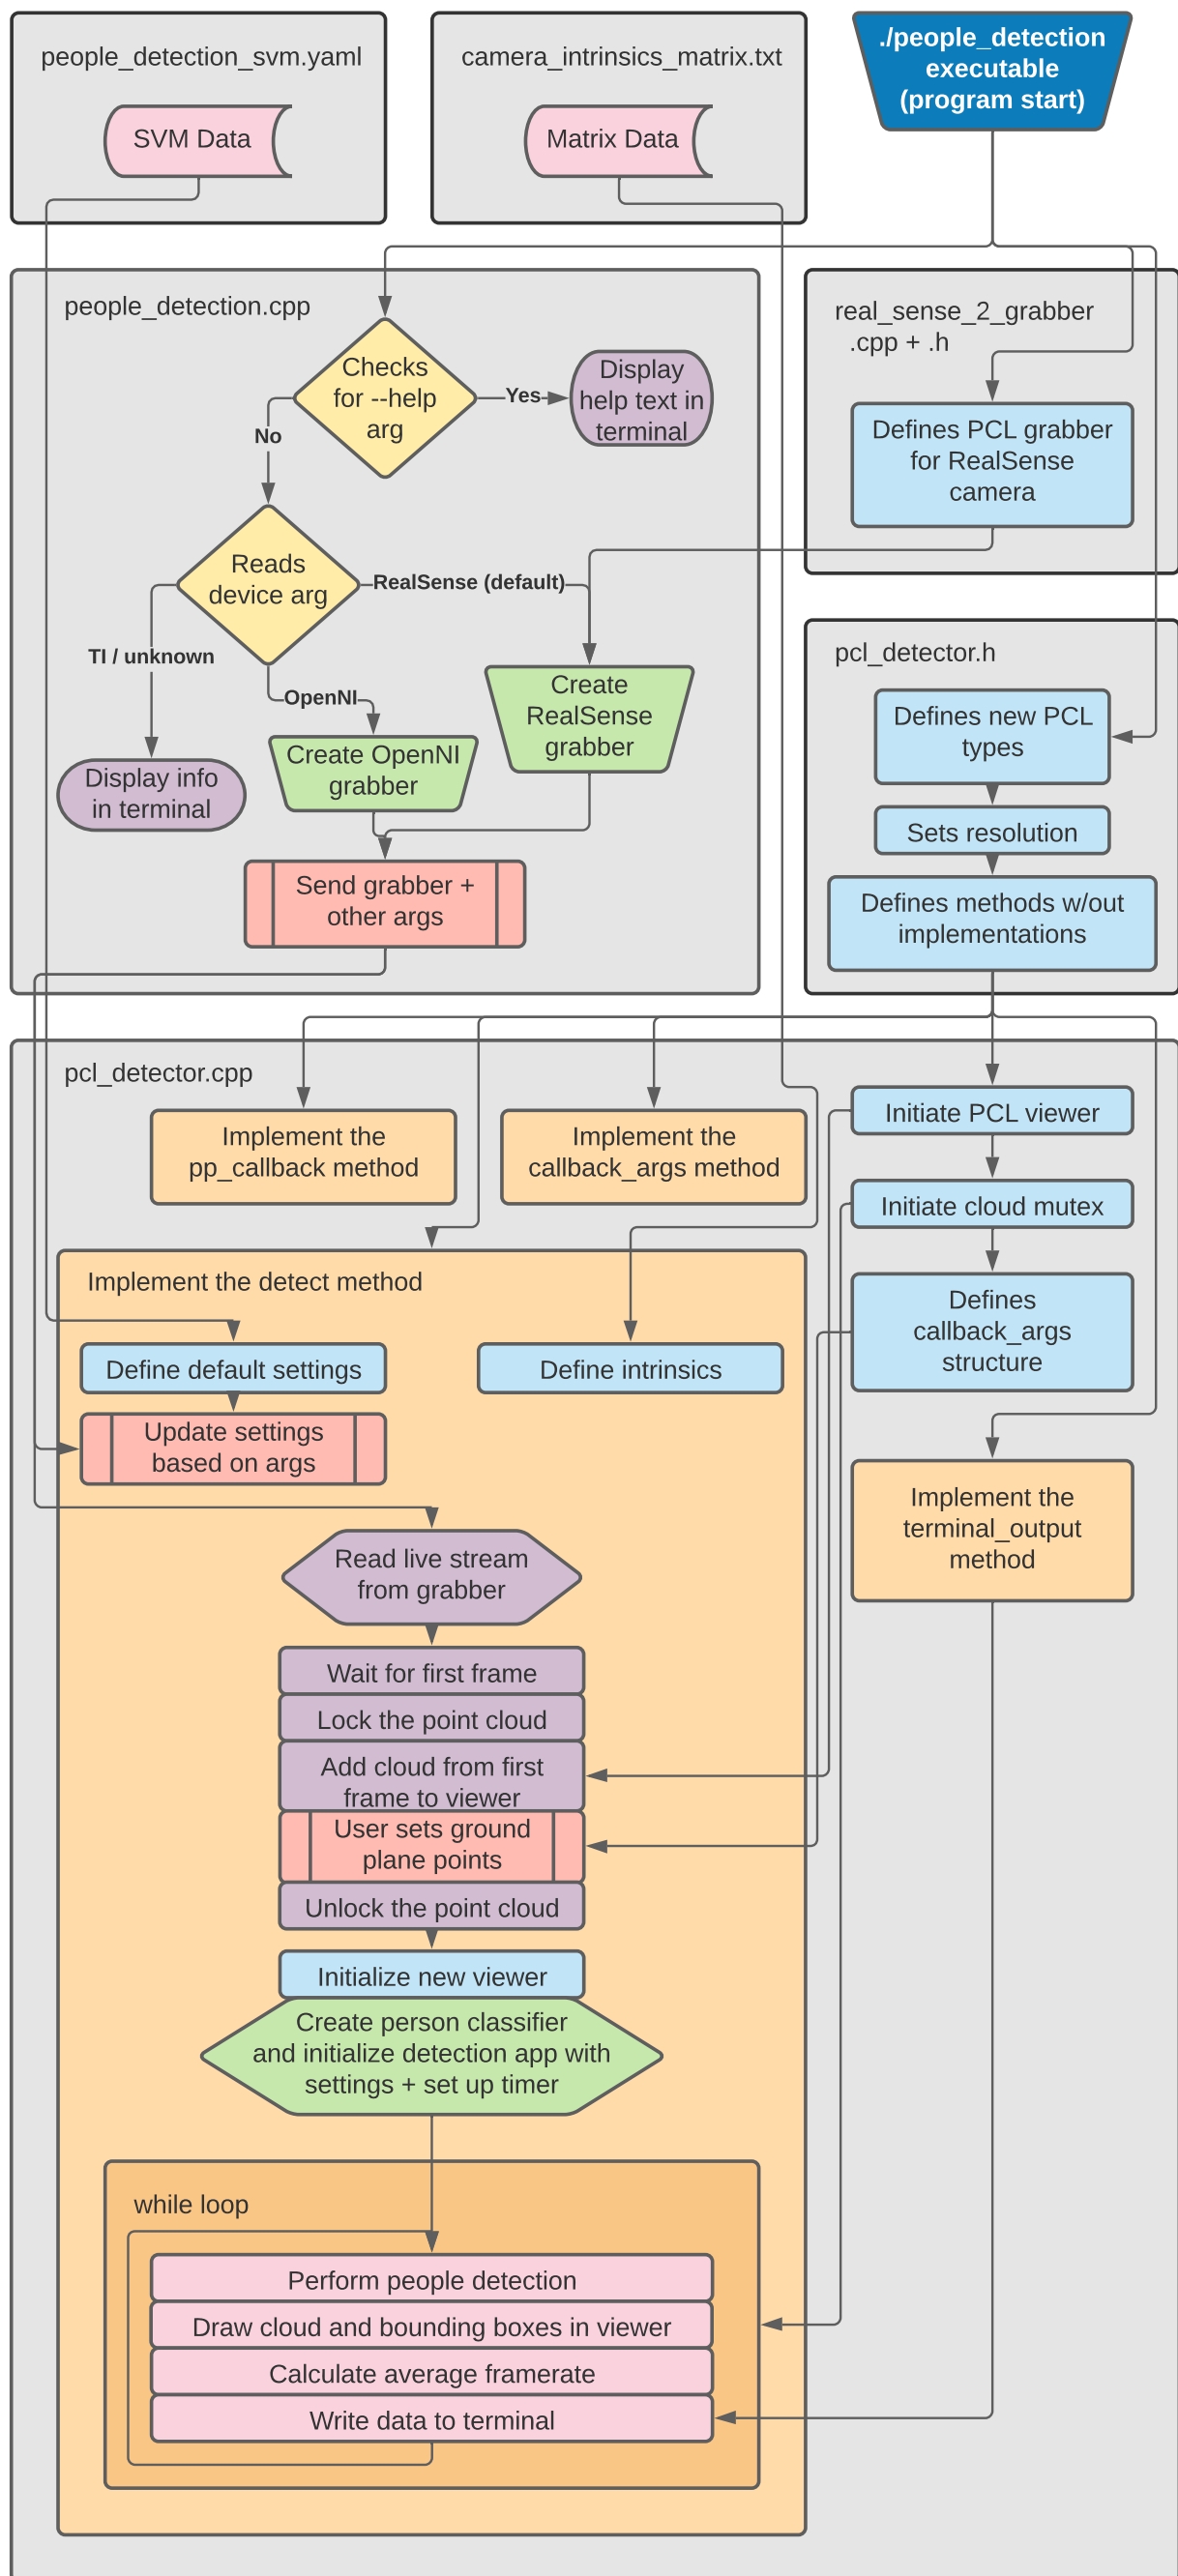 people_detection_svm.yaml
SVM Data
camera_intrinsics_matrix.txt
Matrix Data
./people_detection
executable
(program start)
people_detection.cpp
Checks
for --help
arg
Yes
Display
help text in
terminal
No
Reads
device arg
RealSense (default)
TI / unknown
OpenNI
Create
RealSense
grabber
Create OpenNI
grabber
Display info
in terminal
Send grabber +
other args
real_sense_2_grabber
.cpp + .h
Defines PCL grabber
for RealSense
camera
pcl_detector.h
Defines new PCL
types
Sets resolution
Defines methods w/out
implementations
pcl_detector.cpp
Implement the
pp_callback method
Implement the
callback_args method
Initiate PCL viewer
Initiate cloud mutex
Defines
callback_args
structure
Implement the
terminal_output
method
Implement the detect method
Define default settings
Define intrinsics
Update settings
based on args
Read live stream
from grabber
Wait for first frame
Lock the point cloud
Add cloud from first
frame to viewer
User sets ground
plane points
Unlock the point cloud
Initialize new viewer
Create person classifier
and initialize detection app with
settings + set up timer
while loop
Perform people detection
Draw cloud and bounding boxes in viewer
Calculate average framerate
Write data to terminal